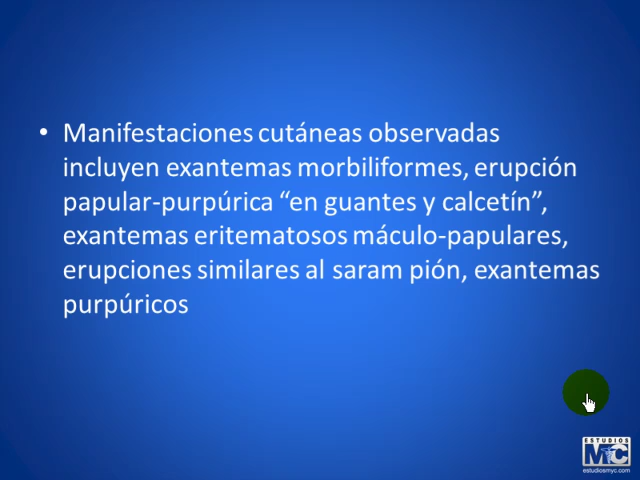 • Manifestaciones cutáneas observadas
incluyen exantemas morbiliformes, erupción
papular-purpúrica “en guantes y calcetín”,
exantemas eritematosos máculo-papulares,
erupciones similares al saram pión, exantemas
purpúricos
ESTUDIOS
MYC
estudiosmyc.com